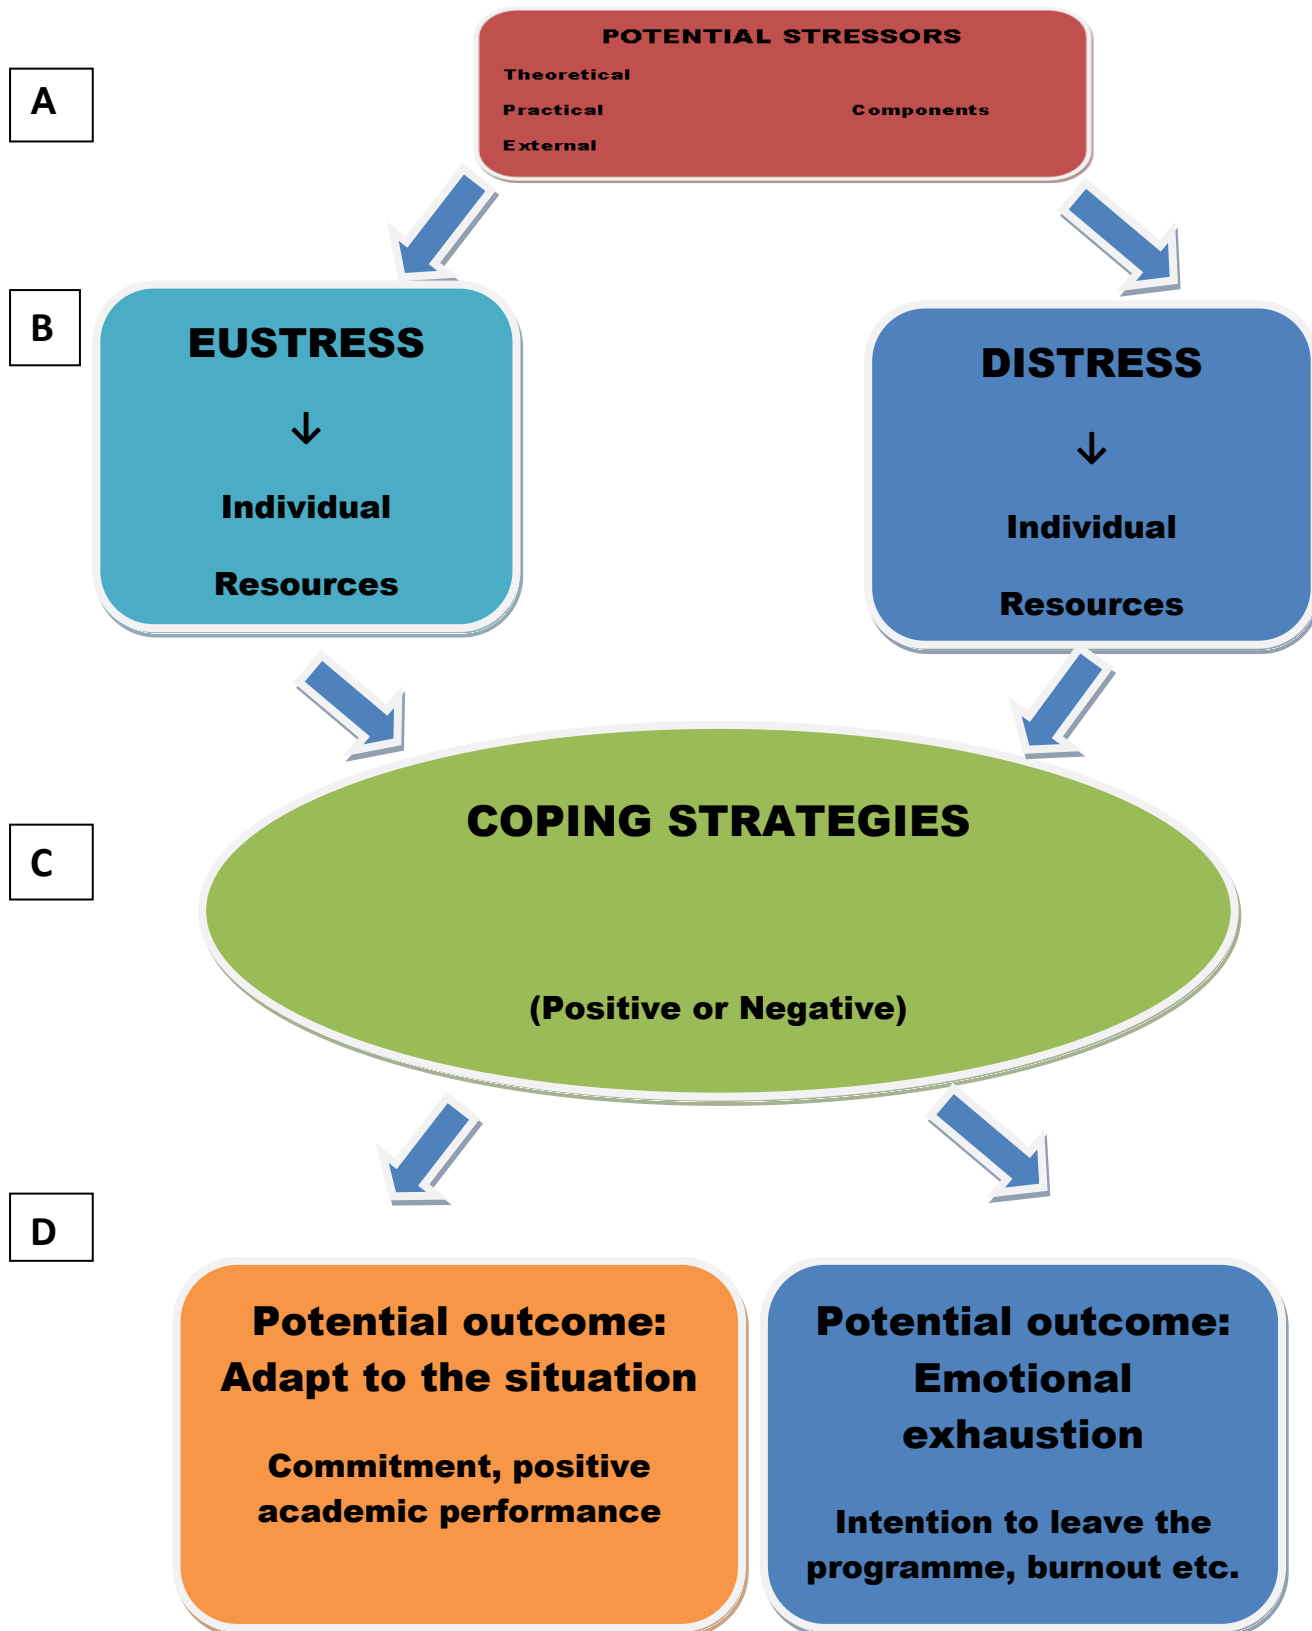 A
POTENTIAL STRESSORS
Theoretical
Practical Components
External
B
EUSTRESS
↓
Individual
Resources
DISTRESS
↓
Individual
Resources
C
COPING STRATEGIES
(Positive or Negative)
D
Potential outcome:
Adapt to the situation
Commitment, positive
academic performance
Potential outcome:
Emotional
exhaustion
Intention to leave the
programme, burnout etc.